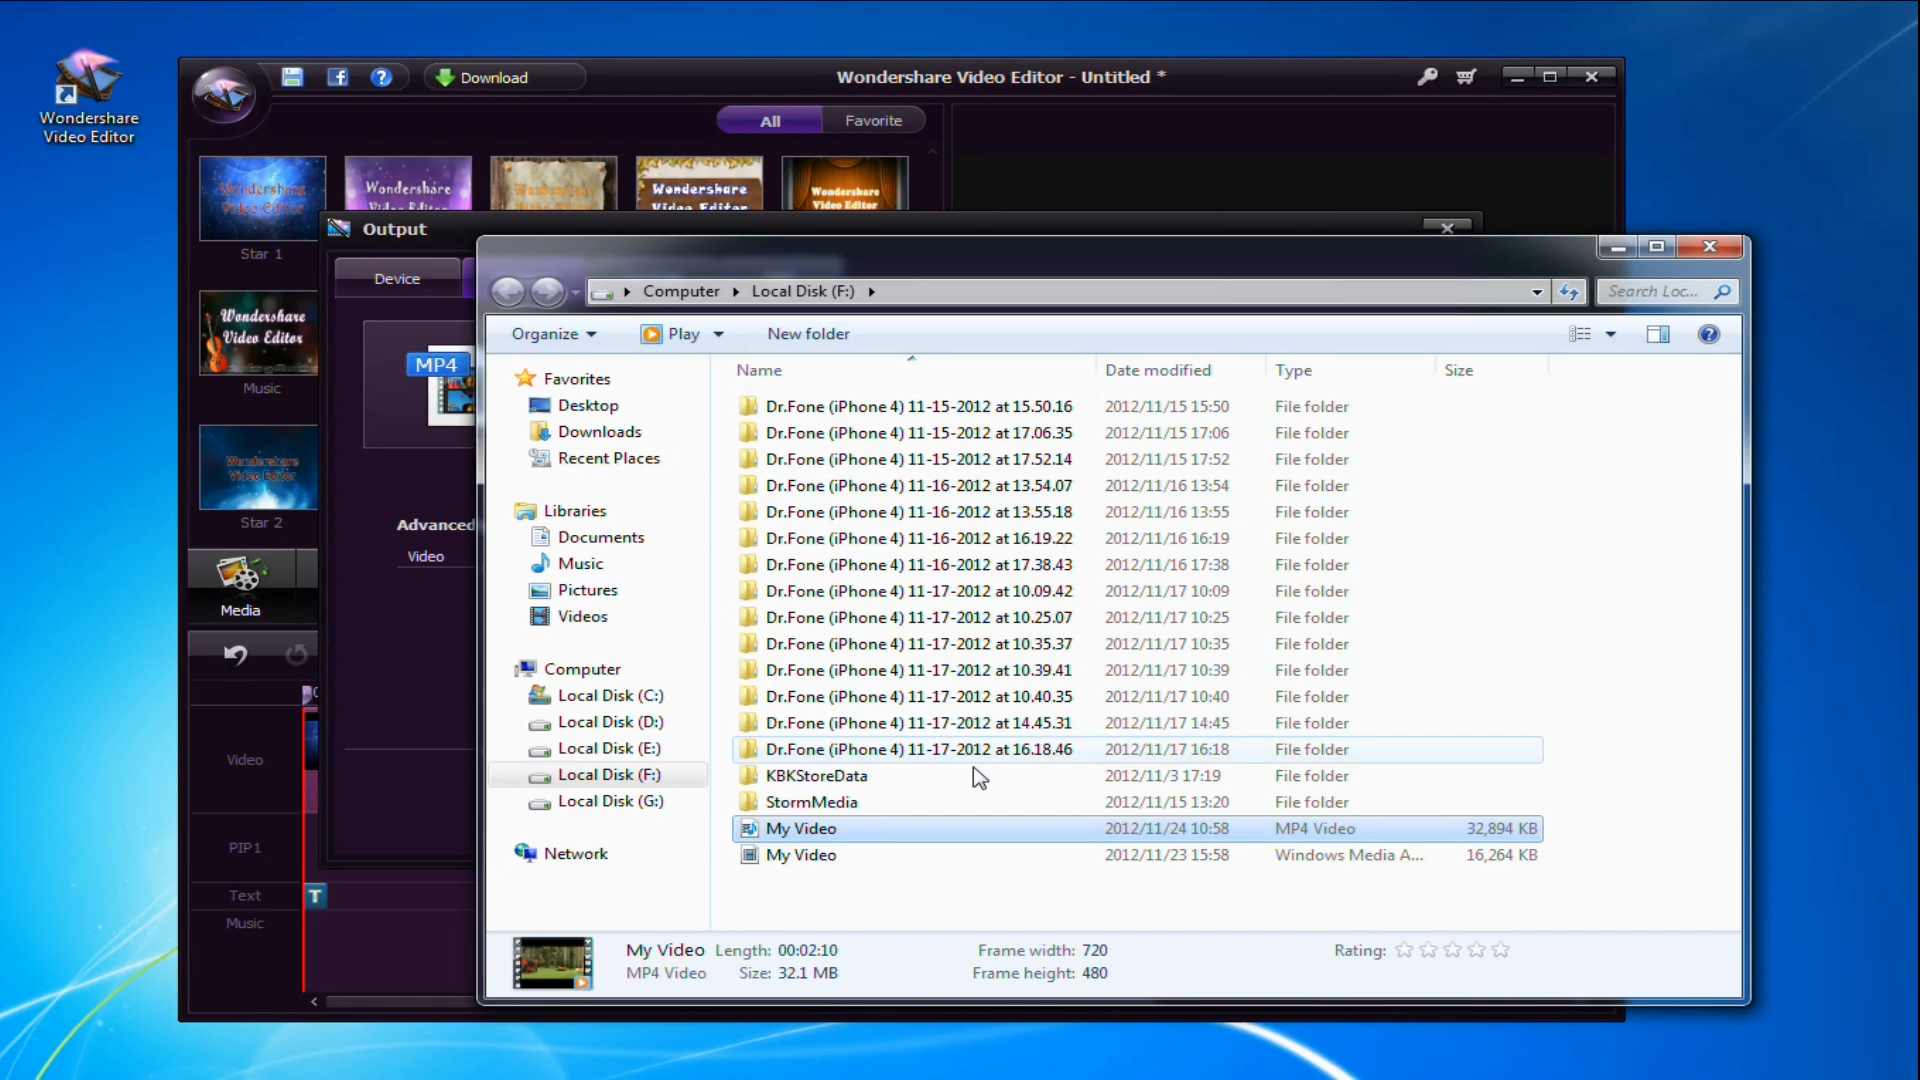 Wondershare
Video Editor
Download
Wondershare Video Editor - Untitled *
All
Favorite
Wondershare
Video Editor
Star 1
Wondershare
Video Editor
Wondershare
Wondershare
Video Editor
Wondershare
Video Editor
Wondershare
Video Editor
Music
Wondershare
Video Editor
Star 2
Media
Output
Device
MP4
Advanced
Video
Video
PIP1
Text
T
Music
Computer
Local Disk (F:)
Search Loc...
Organize
Play
New folder
Favorites
Desktop
Downloads
Recent Places
Libraries
Documents
Music
Pictures
Videos
Computer
Local Disk (C:)
Local Disk (D:)
Local Disk (E:)
Local Disk (F:)
Local Disk (G:)
Network
Name Date modified Type Size
Dr.Fone (iPhone 4) 11-15-2012 at 15.50.16 2012/11/15 15:50 File folder
Dr.Fone (iPhone 4) 11-15-2012 at 17.06.35 2012/11/15 17:06 File folder
Dr.Fone (iPhone 4) 11-15-2012 at 17.52.14 2012/11/15 17:52 File folder
Dr.Fone (iPhone 4) 11-16-2012 at 13.54.07 2012/11/16 13:54 File folder
Dr.Fone (iPhone 4) 11-16-2012 at 13.55.18 2012/11/16 13:55 File folder
Dr.Fone (iPhone 4) 11-16-2012 at 16.19.22 2012/11/16 16:19 File folder
Dr.Fone (iPhone 4) 11-16-2012 at 17.38.43 2012/11/16 17:38 File folder
Dr.Fone (iPhone 4) 11-17-2012 at 10.09.42 2012/11/17 10:09 File folder
Dr.Fone (iPhone 4) 11-17-2012 at 10.25.07 2012/11/17 10:25 File folder
Dr.Fone (iPhone 4) 11-17-2012 at 10.35.37 2012/11/17 10:35 File folder
Dr.Fone (iPhone 4) 11-17-2012 at 10.39.41 2012/11/17 10:39 File folder
Dr.Fone (iPhone 4) 11-17-2012 at 10.40.35 2012/11/17 10:40 File folder
Dr.Fone (iPhone 4) 11-17-2012 at 14.45.31 2012/11/17 14:45 File folder
Dr.Fone (iPhone 4) 11-17-2012 at 16.18.46 2012/11/17 16:18 File folder
KBKStoreData 2012/11/3 17:19 File folder
StormMedia 2012/11/15 13:20 File folder
My Video 2012/11/24 10:58 MP4 Video 32,894 KB
My Video 2012/11/23 15:58 Windows Media A... 16,264 KB
My Video Length: 00:02:10 Frame width: 720 Rating:
MP4 Video Size: 32.1 MB Frame height: 480